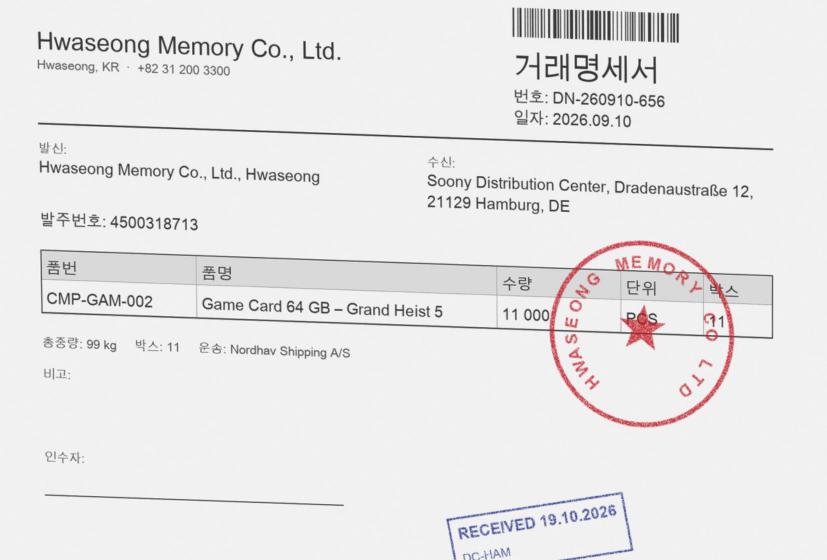 Hwaseong Memory Co., Ltd.
Hwaseong, KR · +82 31 200 3300
거래명세서
번호: DN-260910-656
일자: 2026.09.10
발신:
Hwaseong Memory Co., Ltd., Hwaseong
수신:
Soony Distribution Center, Dradenaustraße 12,
21129 Hamburg, DE
발주번호: 4500318713
품번 품명 수량 단위 박스
CMP-GAM-002 Game Card 64 GB – Grand Heist 5 11 000 PCS 11
총중량: 99 kg 박스: 11 운송: Nordhav Shipping A/S
비고:
인수자:
HWASEONG MEMORY CO LTD
RECEIVED 19.10.2026
DC-HAM